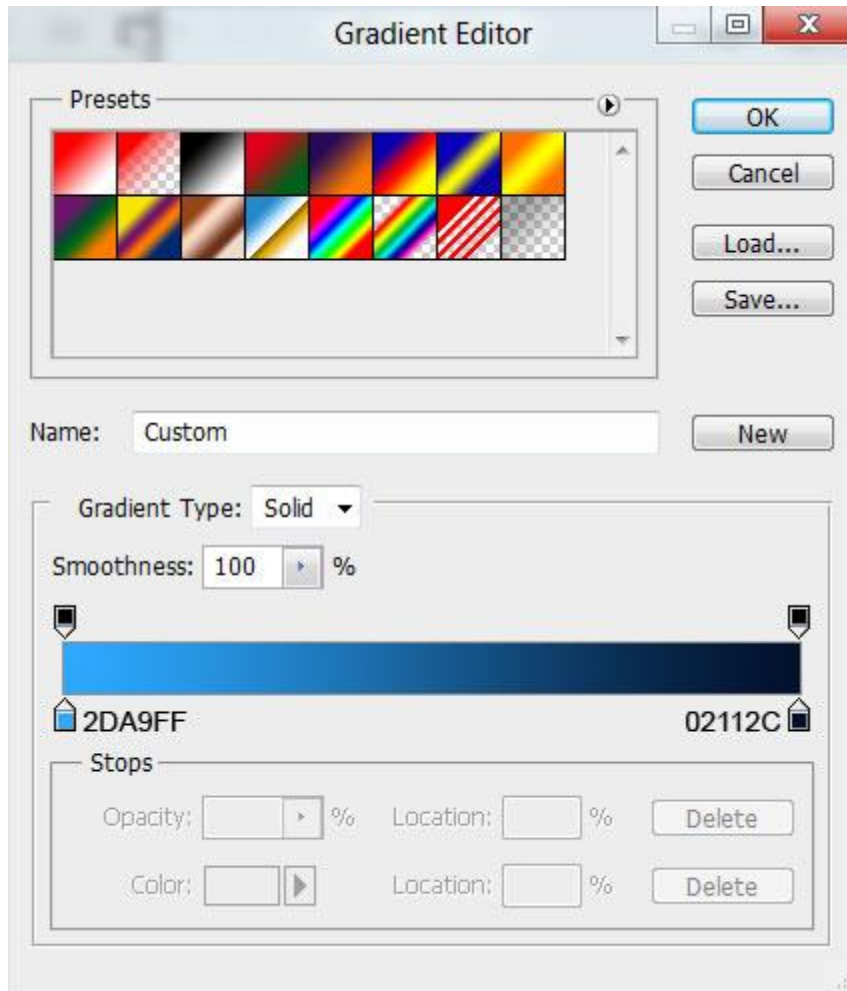 Gradient Editor
Presets
OK
Cancel
Load...
Save...
Name: Custom
New
Gradient Type: Solid
Smoothness: 100 %
2DA9FF 02112C
Stops
Opacity: % Location: % Delete
Color: Location: % Delete